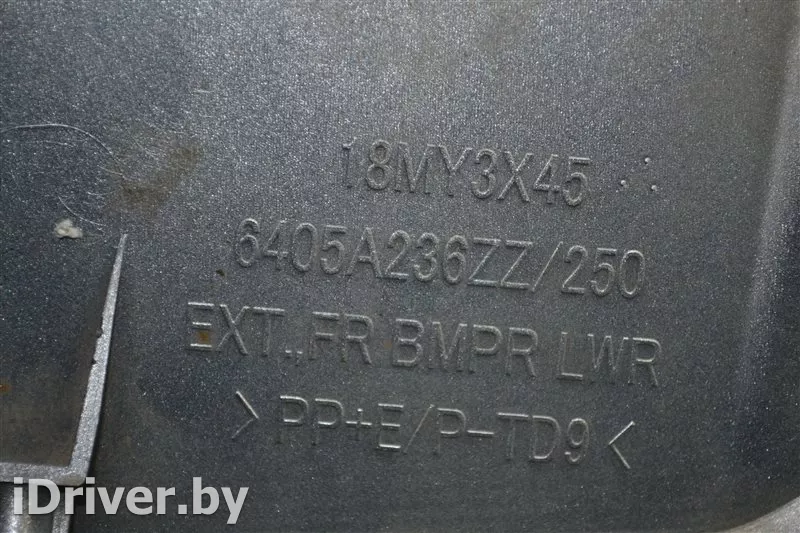 18MY3X45
6405A236ZZ/250
EXT.,FR BMPR LWR
>PP+E/P-TD9<
iDriver.by